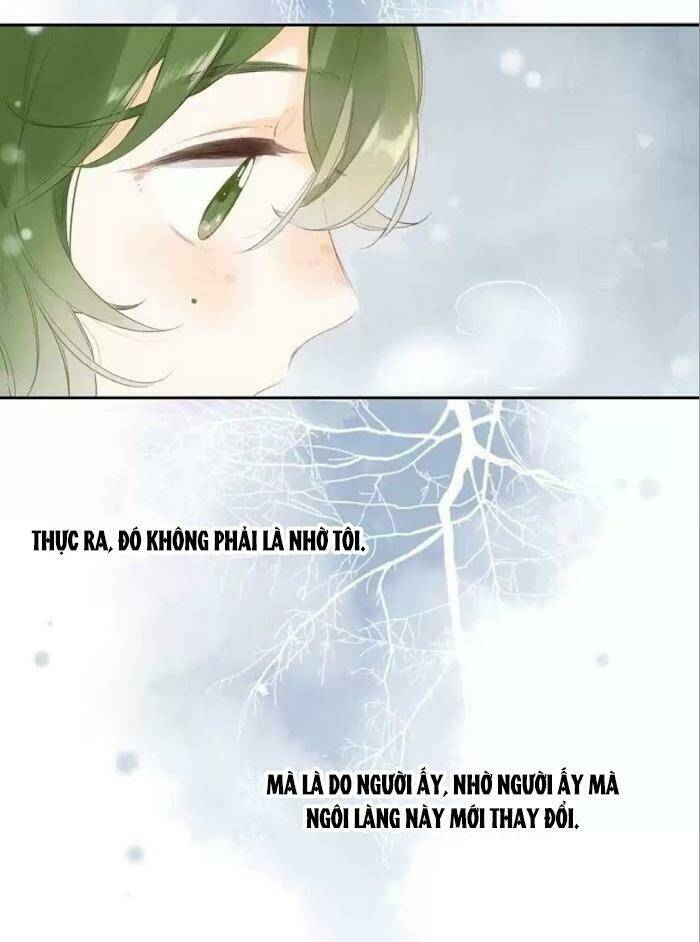 THỰC RA, ĐÓ KHÔNG PHẢI LÀ NHỜ TÔI.
MÀ LÀ DO NGƯỜI ẤY, NHỜ NGƯỜI ẤY MÀ
NGÔI LÀNG NÀY MỚI THAY ĐỔI.